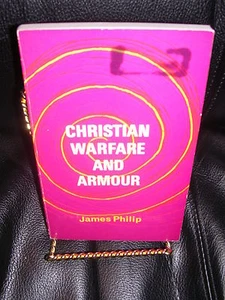 CHRISTIAN
WARFARE
AND
ARMOUR
James Philip